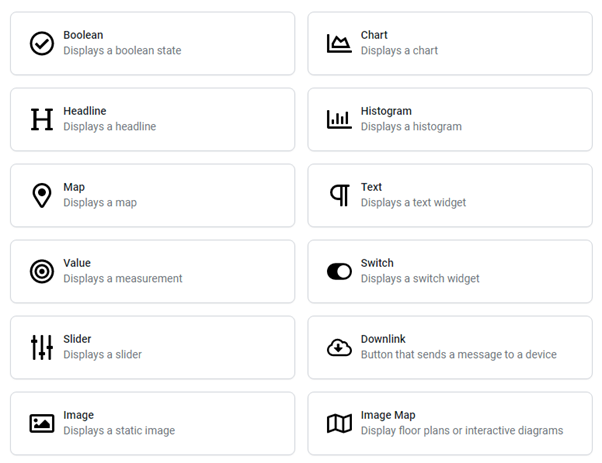 Boolean
Displays a boolean state
Chart
Displays a chart
Headline
Displays a headline
Histogram
Displays a histogram
Map
Displays a map
Text
Displays a text widget
Value
Displays a measurement
Switch
Displays a switch widget
Slider
Displays a slider
Downlink
Button that sends a message to a device
Image
Displays a static image
Image Map
Display floor plans or interactive diagrams